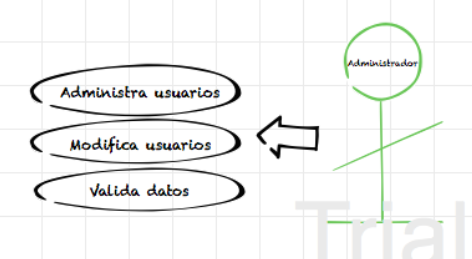 Administrador
Administra usuarios
Modifica usuarios
Valida datos
Trial